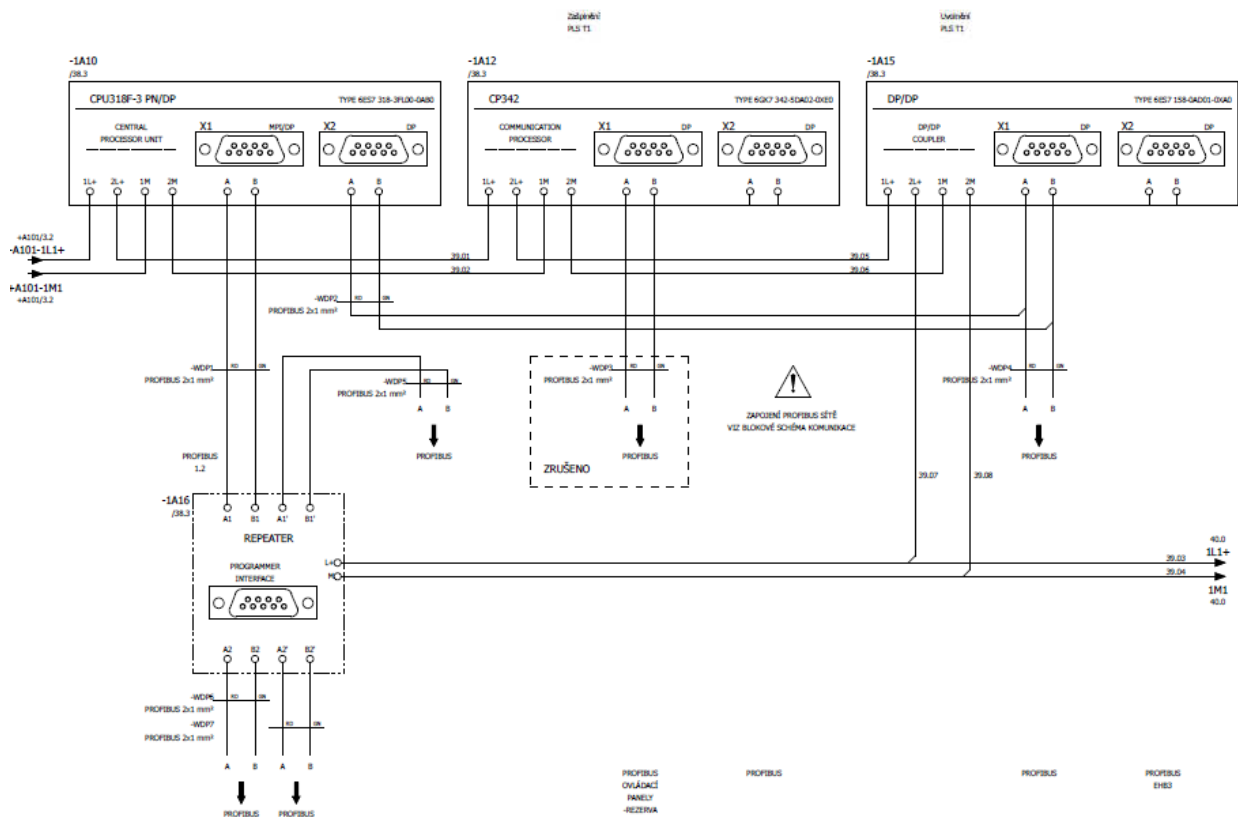 Zašpinění
PLS T1
Uvolnění
PLS T1
-1A10
/38.3
CPU318F-3 PN/DP
TYPE 6ES7 318-3FL00-0AB0
CENTRAL
PROCESSOR UNIT
X1
MPI/DP
X2
DP
1L+
2L+
1M
2M
A
B
A
B
-1A12
/38.3
CP342
TYPE 6GK7 342-5DA02-0XE0
COMMUNICATION
PROCESSOR
X1
DP
X2
DP
1L+
2L+
1M
2M
A
B
A
B
-1A15
/38.3
DP/DP
TYPE 6ES7 158-0AD01-0XA0
DP/DP
COUPLER
X1
DP
X2
DP
1L+
2L+
1M
2M
A
B
A
B
+A101/3.2
-A101-1L1+
+A101-1M1
+A101/3.2
39.01
39.02
39.05
39.06
-WDP2
RD
GN
PROFIBUS 2x1 mm²
-WDP1
RD
GN
PROFIBUS 2x1 mm²
-WDP5
RD
GN
PROFIBUS 2x1 mm²
A
B
PROFIBUS
-WDP3
RD
GN
PROFIBUS 2x1 mm²
A
B
PROFIBUS
ZRUŠENO
ZAPOJENÍ PROFIBUS SÍTĚ
VIZ BLOKOVÉ SCHÉMA KOMUNIKACE
-WDP4
RD
GN
PROFIBUS 2x1 mm²
A
B
PROFIBUS
PROFIBUS
1.2
39.07
39.08
-1A16
/38.3
A1
B1
A1'
B1'
REPEATER
L+
M
PROGRAMMER
INTERFACE
A2
B2
A2'
B2'
39.03
39.04
40.0
1L1+
1M1
40.0
-WDP6
RD
GN
PROFIBUS 2x1 mm²
-WDP7
RD
GN
PROFIBUS 2x1 mm²
A
B
A
B
PROFIBUS
PROFIBUS
PROFIBUS
OVLÁDACÍ
PANELY
-REZERVA
PROFIBUS
PROFIBUS
PROFIBUS
EHB3